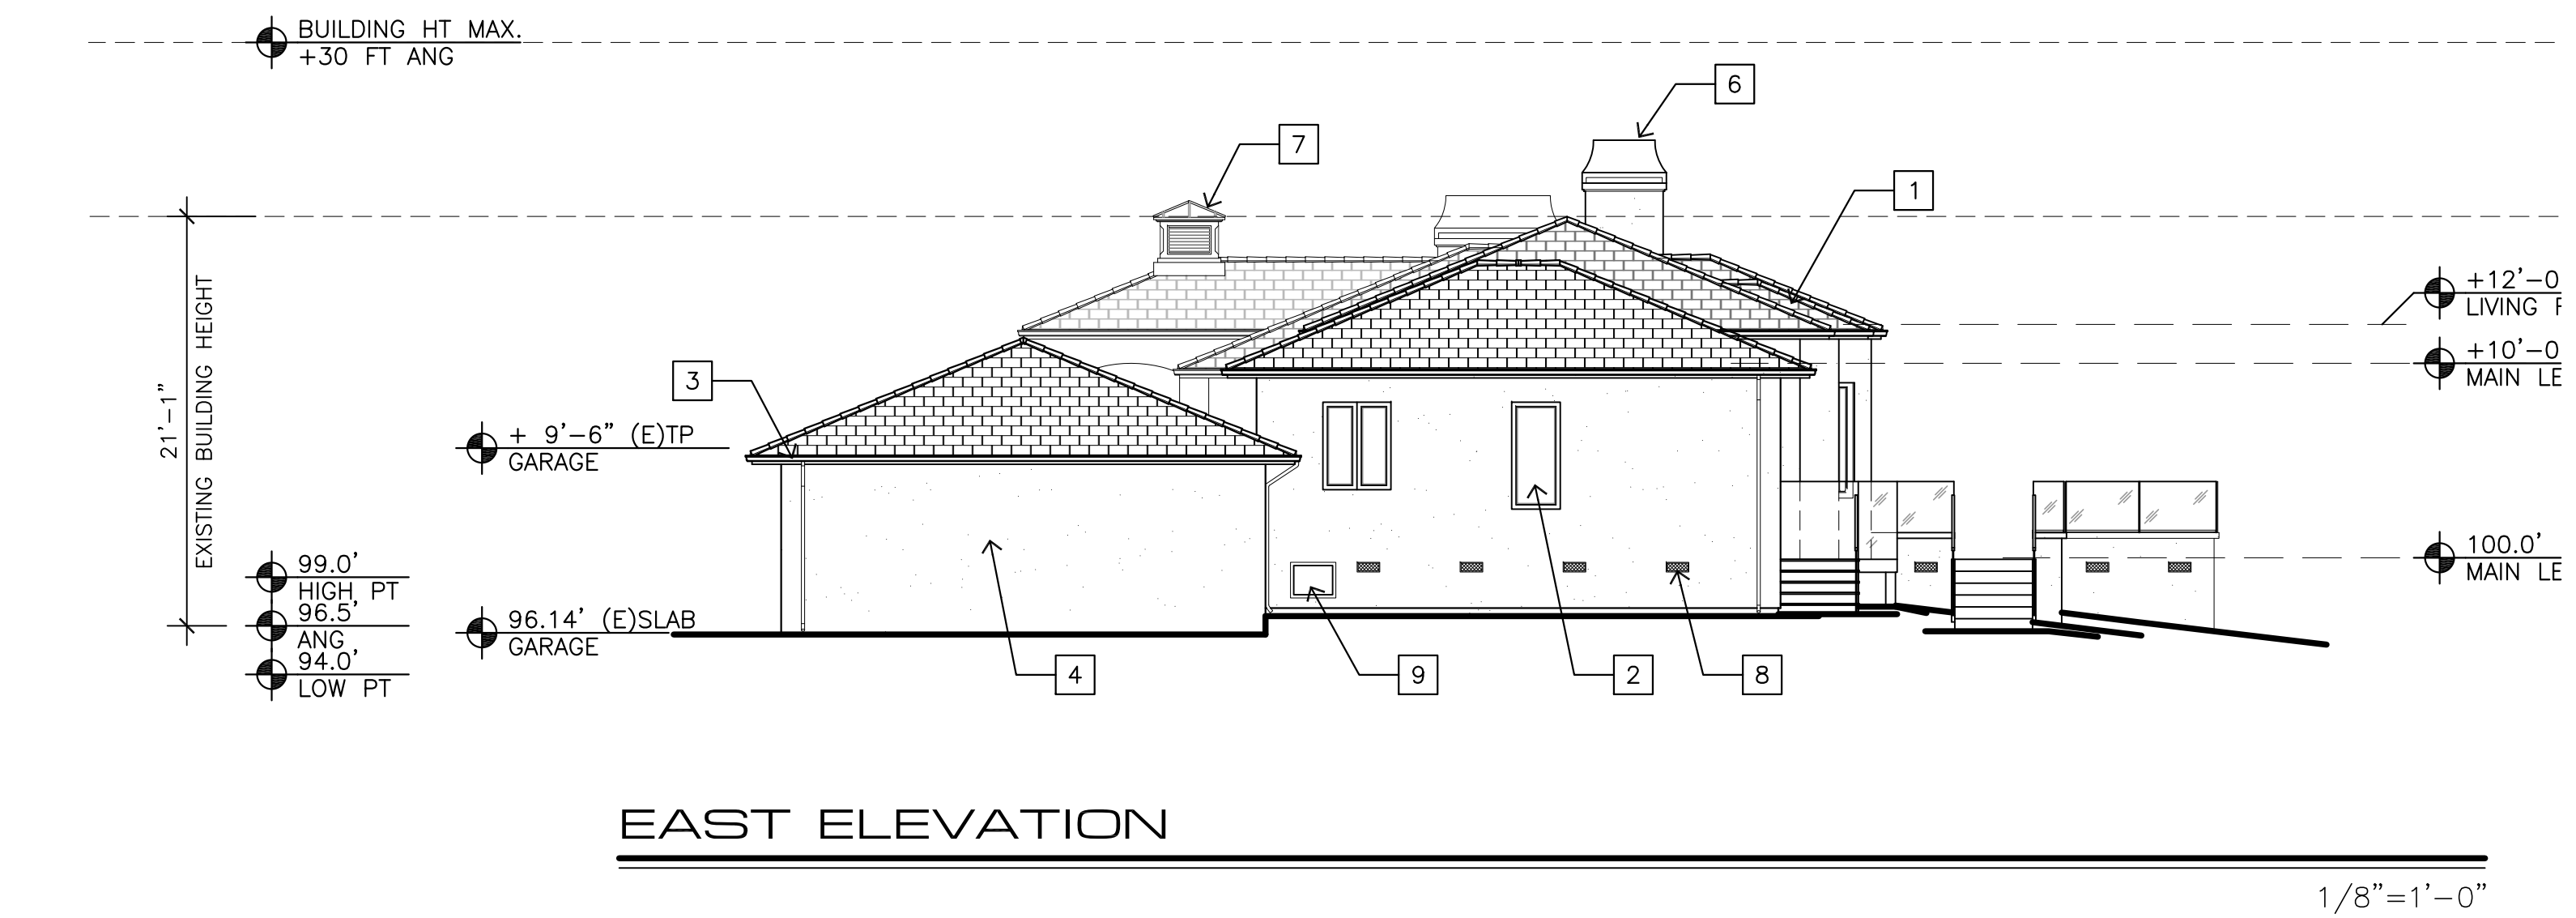 BUILDING HT MAX.
+30 FT ANG
6
7
1
+12'-0
LIVING
+10'-0
MAIN LE
3
21'-1"
EXISTING BUILDING HEIGHT
+ 9'-6" (E)TP
GARAGE
100.0'
MAIN LE
99.0'
HIGH PT
96.5'
ANG
94.0'
LOW PT
96.14' (E)SLAB
GARAGE
4
9
2
8
EAST ELEVATION
1/8"=1'-0"